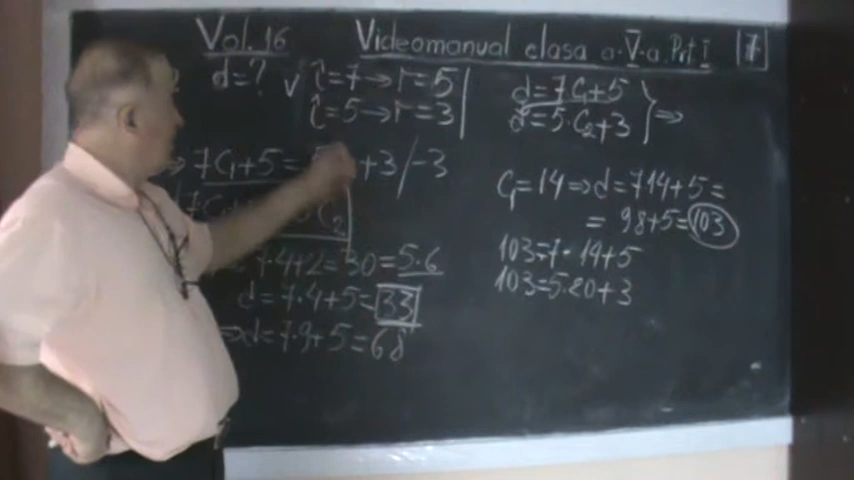 Vol. 16 Videomanual clasa a·V·a. Prt I 7
d=? v î=7→r=5
î=5→r=3
d=7C₁+5
d=5·C₂+3 }⇒
⇒ 7C₁+5= +3/-3
C₂
7·4+2=30=5·6
d=7·4+5=33
⇒d=7·9+5=68
C₁=14⇒d=7·14+5=
= 98+5=103
103=7·14+5
103=5·20+3